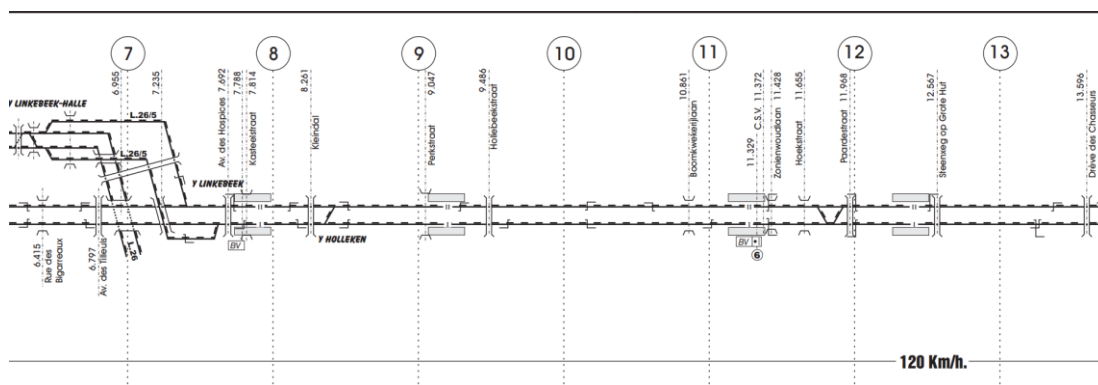 7
8
9
10
11
12
13
6.955
7.235
Av. des Hospices 7.692
7.788
Kasteelstraat 7.814
Kleindal 8.261
Perkstraat 9.047
Hollebeekstraat 9.486
Boomkwekerijlaan 10.861
11.329
C.S.V. 11.372
Zonienwoudlaan 11.428
Hoekstraat 11.655
Paardestraat 11.968
Steenweg op Grote Hut 12.567
Drève des Chasseurs 13.596
Y LINKEBEEK-HALLE
L.26/5
L.26/5
Y LINKEBEEK
II
II
II
II
I
I
I
I
Y HOLLEKEN
L.26
BV
BV
6
6.415
Rue des
Bigarreaux
6.797
Av. des Tilleuls
120 Km/h.